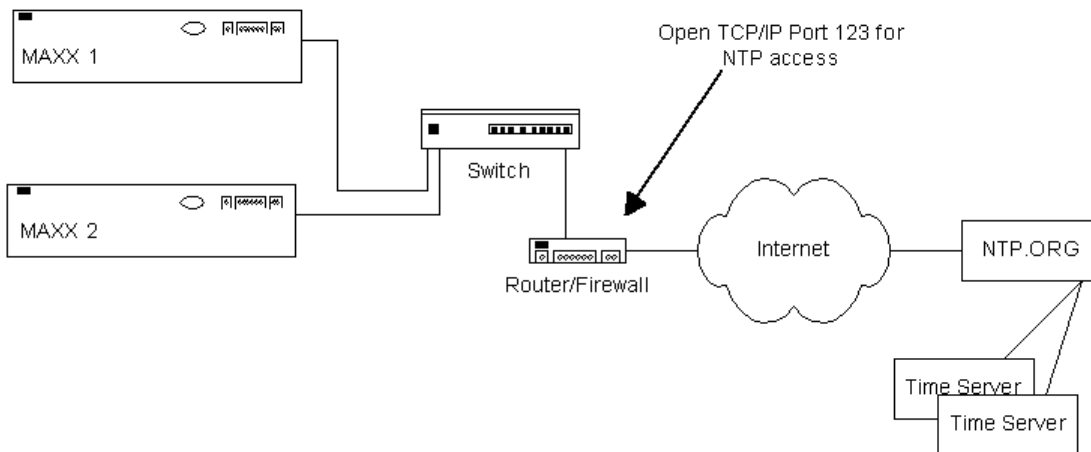 MAXX 1
Open TCP/IP Port 123 for
NTP access
Switch
MAXX 2
Internet
NTP.ORG
Router/Firewall
Time Server
Time Server